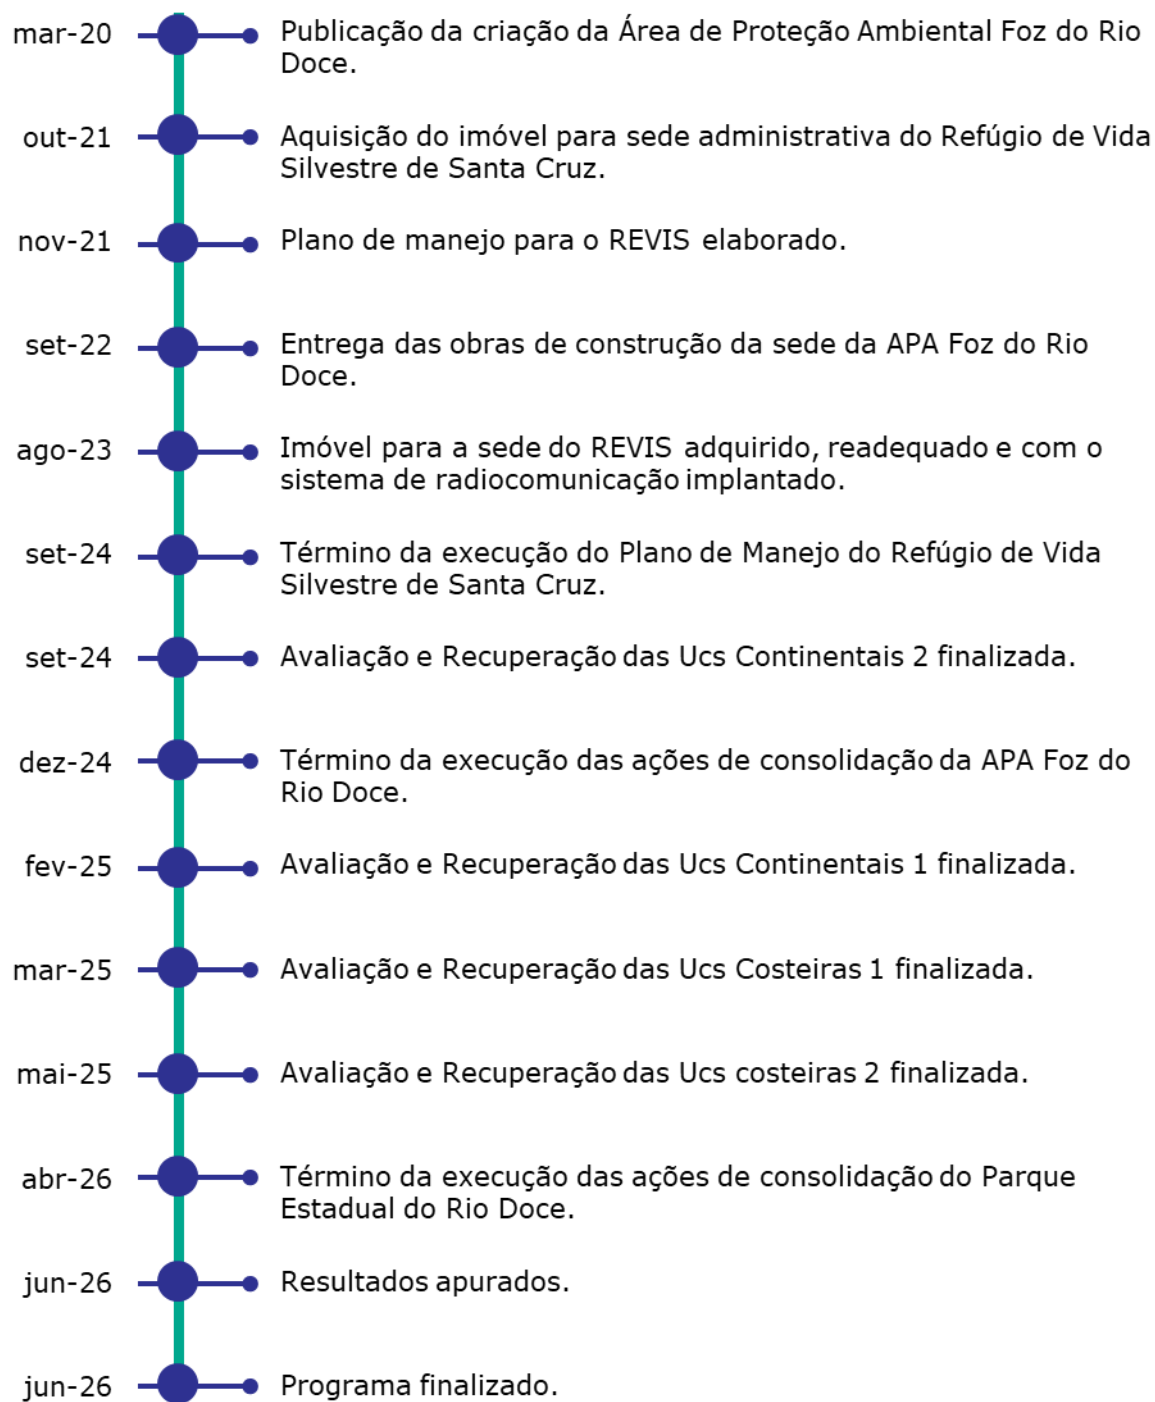 mar-20 Publicação da criação da Área de Proteção Ambiental Foz do Rio
Doce.
out-21 Aquisição do imóvel para sede administrativa do Refúgio de Vida
Silvestre de Santa Cruz.
nov-21 Plano de manejo para o REVIS elaborado.
set-22 Entrega das obras de construção da sede da APA Foz do Rio
Doce.
ago-23 Imóvel para a sede do REVIS adquirido, readequado e com o
sistema de radiocomunicação implantado.
set-24 Término da execução do Plano de Manejo do Refúgio de Vida
Silvestre de Santa Cruz.
set-24 Avaliação e Recuperação das Ucs Continentais 2 finalizada.
dez-24 Término da execução das ações de consolidação da APA Foz do
Rio Doce.
fev-25 Avaliação e Recuperação das Ucs Continentais 1 finalizada.
mar-25 Avaliação e Recuperação das Ucs Costeiras 1 finalizada.
mai-25 Avaliação e Recuperação das Ucs costeiras 2 finalizada.
abr-26 Término da execução das ações de consolidação do Parque
Estadual do Rio Doce.
jun-26 Resultados apurados.
jun-26 Programa finalizado.